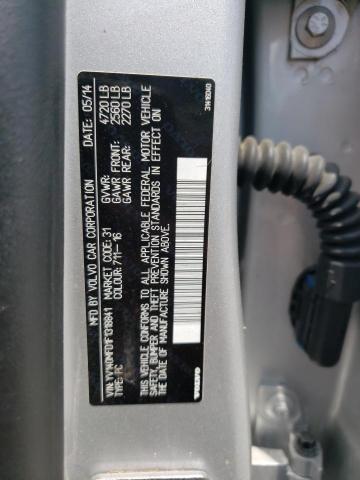 MFD BY: VOLVO CAR CORPORATION DATE: 05/14
GVWR: 4720 LB
GAWR FRONT: 2560 LB
GAWR REAR: 2270 LB
MARKET CODE: 31
COLOUR: 711-16
VIN: YV140MFD1F1318841
TYPE: FC
THIS VEHICLE CONFORMS TO ALL APPLICABLE FEDERAL MOTOR VEHICLE
SAFETY, BUMPER AND THEFT PREVENTION STANDARDS IN EFFECT ON
THE DATE OF MANUFACTURE SHOWN ABOVE.
VOLVO